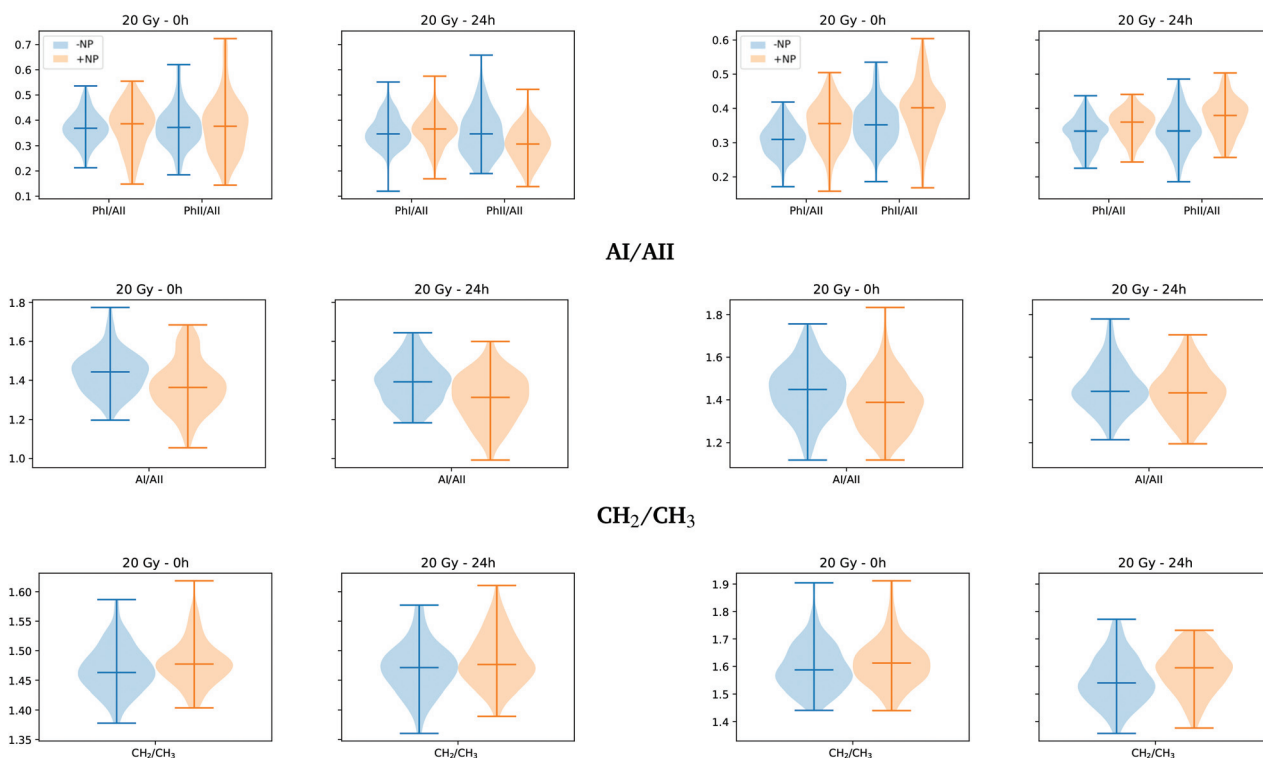 20 Gy - 0h
20 Gy - 24h
20 Gy - 0h
20 Gy - 24h
0.7
0.6
0.5
0.4
0.3
0.2
0.1
-NP
+NP
PhI/AII
PhII/AII
PhI/AII
PhII/AII
0.6
0.5
0.4
0.3
0.2
-NP
+NP
PhI/AII
PhII/AII
PhI/AII
PhII/AII
AI/AII
20 Gy - 0h
20 Gy - 24h
20 Gy - 0h
20 Gy - 24h
1.8
1.6
1.4
1.2
1.0
AI/AII
AI/AII
1.8
1.6
1.4
1.2
AI/AII
AI/AII
CH₂/CH₃
20 Gy - 0h
20 Gy - 24h
20 Gy - 0h
20 Gy - 24h
1.60
1.55
1.50
1.45
1.40
1.35
CH₂/CH₃
CH₂/CH₃
1.9
1.8
1.7
1.6
1.5
1.4
CH₂/CH₃
CH₂/CH₃